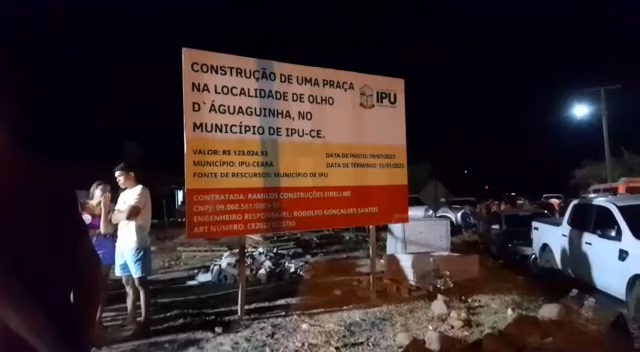 CONSTRUÇÃO DE UMA PRAÇA
NA LOCALIDADE DE OLHO
D`ÁGUAGUINHA, NO
MUNICÍPIO DE IPU-CE.
IPU
VALOR: R$ 123.024,93
MUNICÍPIO: IPU-CEARÁ
FONTE DE RESCURSOS: MUNICÍPIO DE IPU
DATA DE INÍCIO:
DATA DE TÉRMINO:
CONTRATADA: RAMILOS CONSTRUÇÕES EIRELI-ME
CNPJ:
ENGENHEIRO RESPONSÁVEL: RODOLFO GONÇALVES SANTOS
ART NÚMERO: